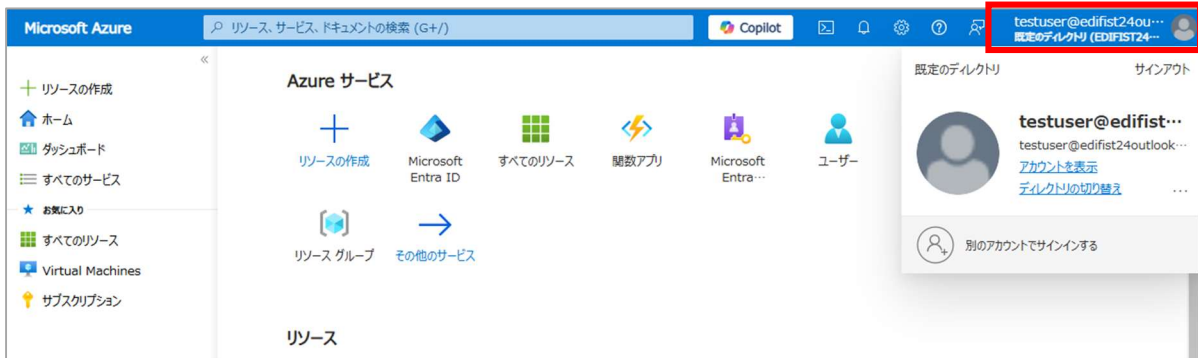 Microsoft Azure
リソース、サービス、ドキュメントの検索 (G+/)
Copilot
testuser@edifist24ou…
既定のディレクトリ (EDIFIST24…
リソースの作成
ホーム
ダッシュボード
すべてのサービス
お気に入り
すべてのリソース
Virtual Machines
サブスクリプション
Azure サービス
リソースの作成
Microsoft
Entra ID
すべてのリソース
関数アプリ
Microsoft
Entra…
ユーザー
リソース グループ
その他のサービス
リソース
既定のディレクトリ
サインアウト
testuser@edifist…
testuser@edifist24outlook…
アカウントを表示
ディレクトリの切り替え
…
別のアカウントでサインインする